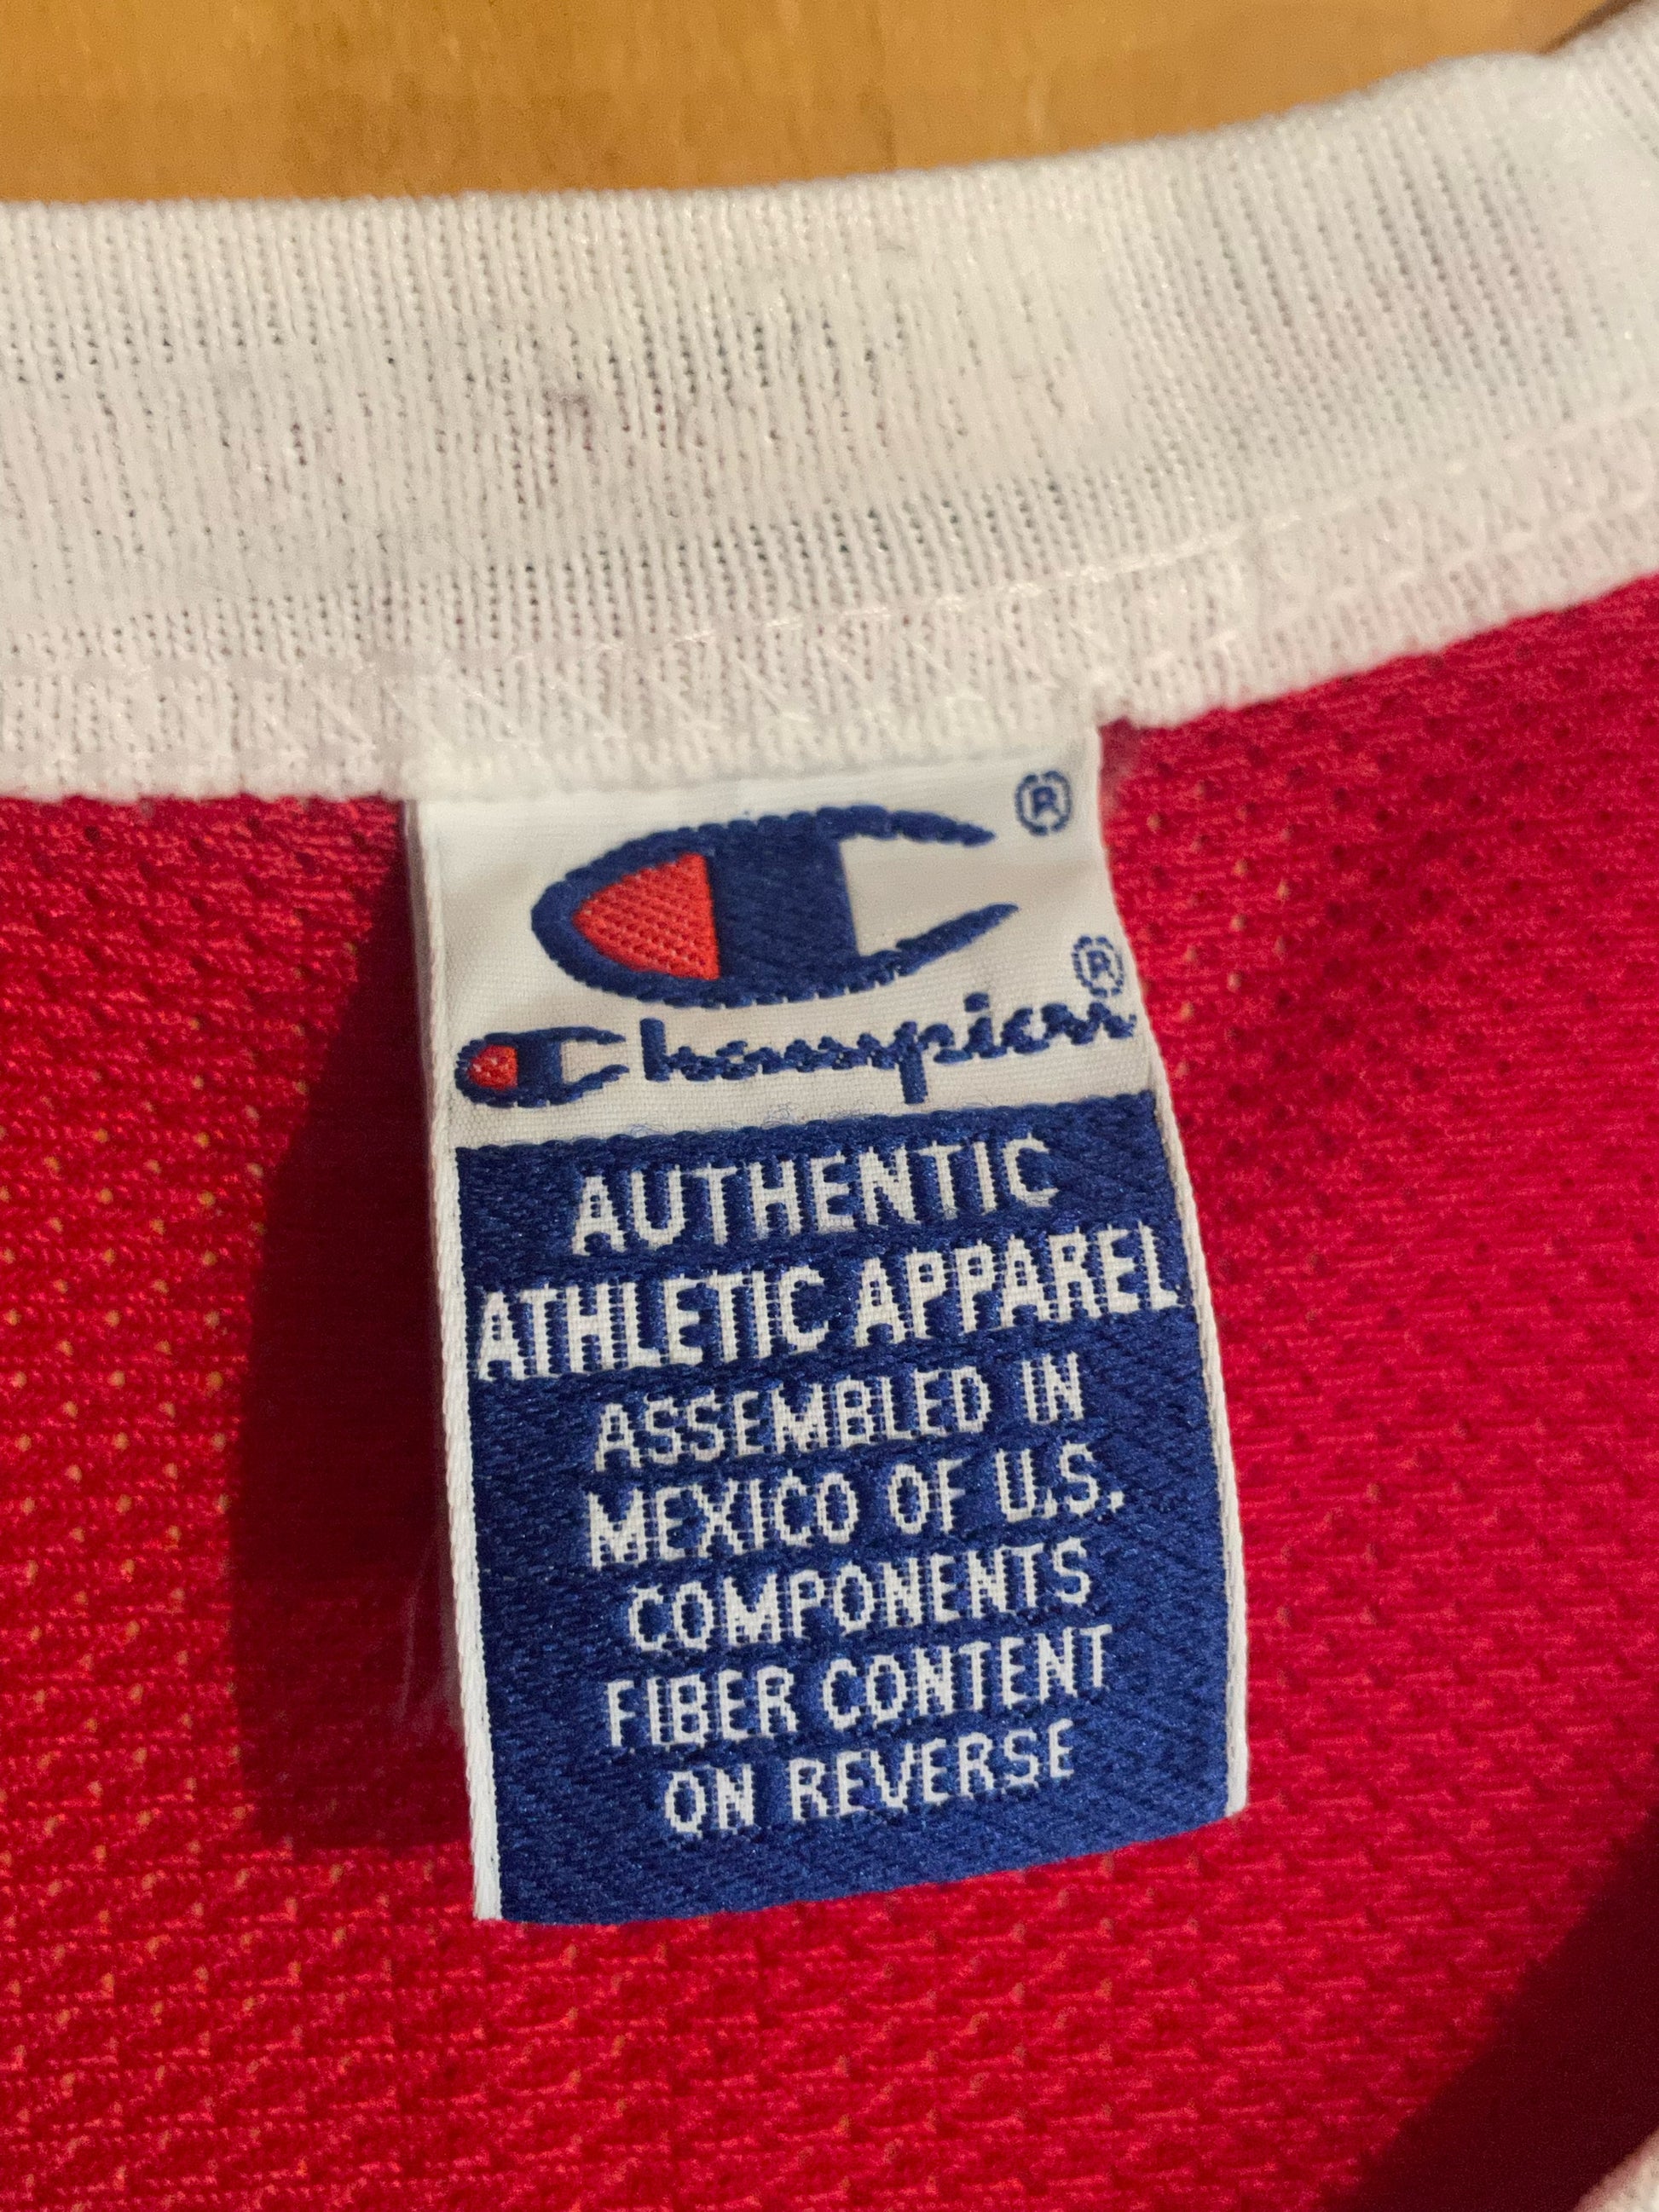 ®
Champion®
AUTHENTIC
ATHLETIC APPAREL
ASSEMBLED IN
MEXICO OF U.S.
COMPONENTS
FIBER CONTENT
ON REVERSE